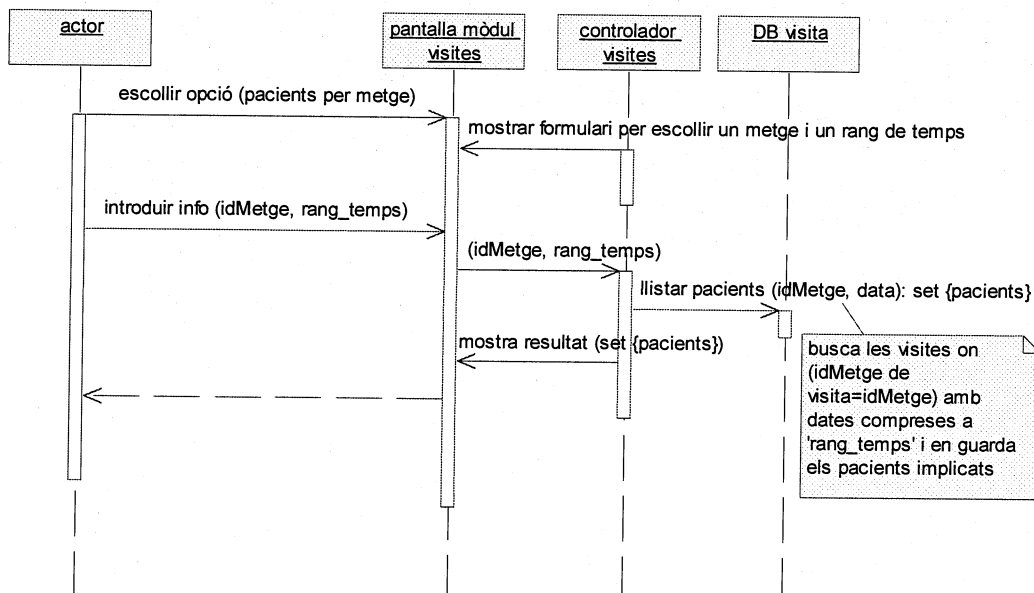 actor
pantalla mòdul
visites
controlador
visites
DB visita
escollir opció (pacients per metge)
mostrar formulari per escollir un metge i un rang de temps
introduir info (idMetge, rang_temps)
(idMetge, rang_temps)
llistar pacients (idMetge, data): set {pacients}
mostra resultat (set {pacients})
busca les visites on
(idMetge de
visita=idMetge) amb
dates compreses a
'rang_temps' i en guarda
els pacients implicats